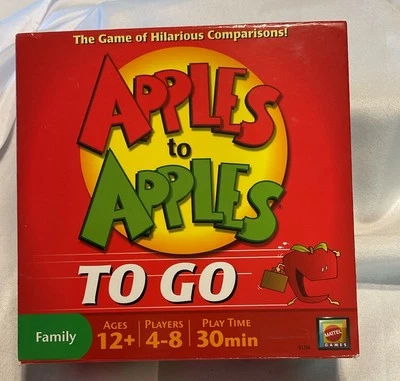 The Game of Hilarious Comparisons!
APPLES
to
APPLES
TO GO
Family
AGES
12+
PLAYERS
4-8
PLAY TIME
30min
MATTEL
GAMES